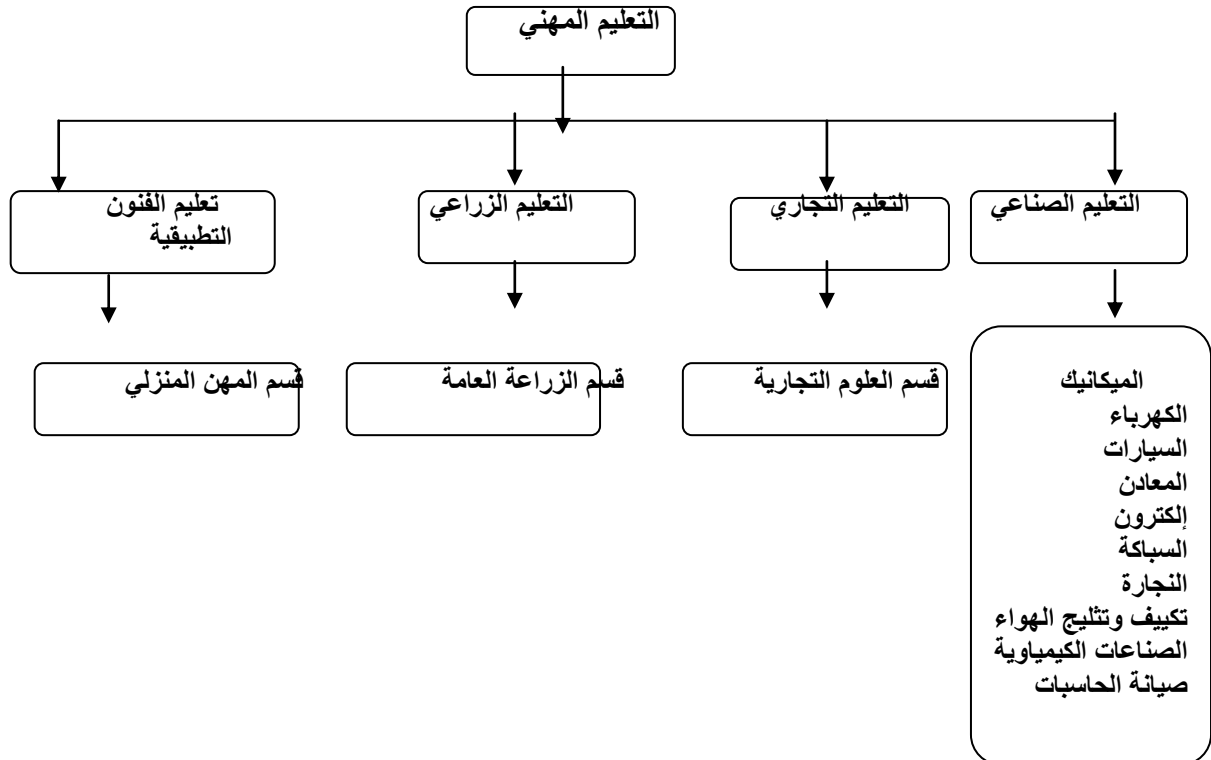 التعليم المهني
التعليم الصناعي
التعليم التجاري
التعليم الزراعي
تعليم الفنون
التطبيقية
الميكانيك
الكهرباء
السيارات
المعادن
إلكترون
السباكة
النجارة
تكييف وتثليج الهواء
الصناعات الكيمياوية
صيانة الحاسبات
قسم العلوم التجارية
قسم الزراعة العامة
قسم المهن المنزلي